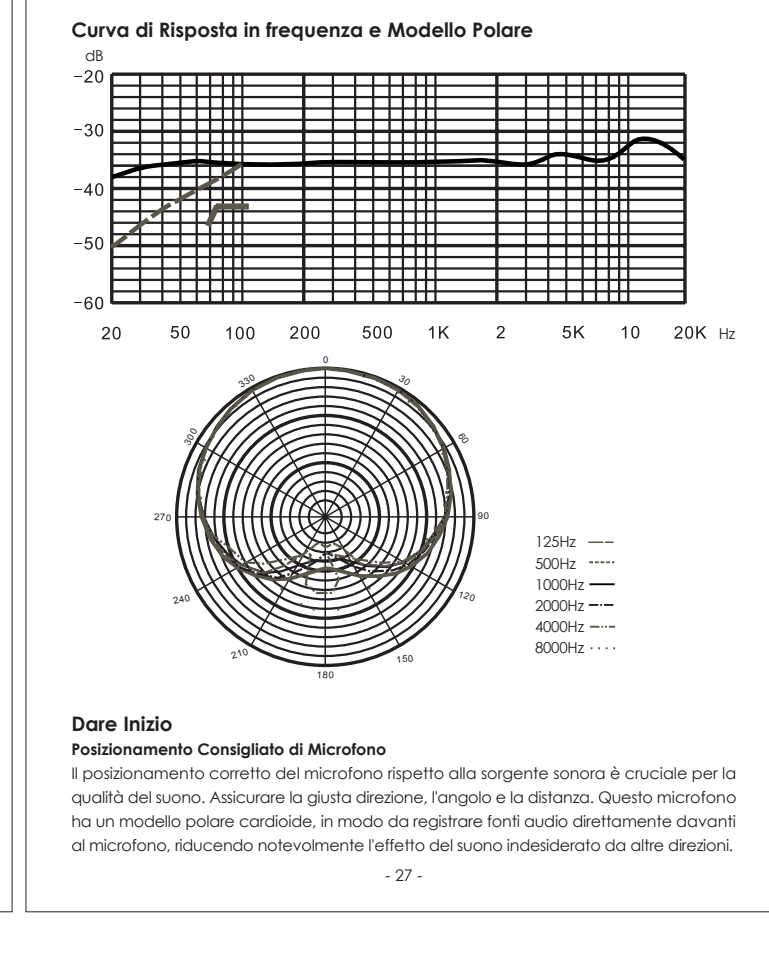 Curva di Risposta in frequenza e Modello Polare
dB
-20
-30
-40
-50
-60
20 50 100 200 500 1K 2 5K 10 20K Hz
0
330 30
300 60
270 90
240 120
210 150
180
125Hz
500Hz
1000Hz
2000Hz
4000Hz
8000Hz
Dare Inizio
Posizionamento Consigliato di Microfono
Il posizionamento corretto del microfono rispetto alla sorgente sonora è cruciale per la
qualità del suono. Assicurare la giusta direzione, l'angolo e la distanza. Questo microfono
ha un modello polare cardioide, in modo da registrare fonti audio direttamente davanti
al microfono, riducendo notevolmente l'effetto del suono indesiderato da altre direzioni.
- 27 -